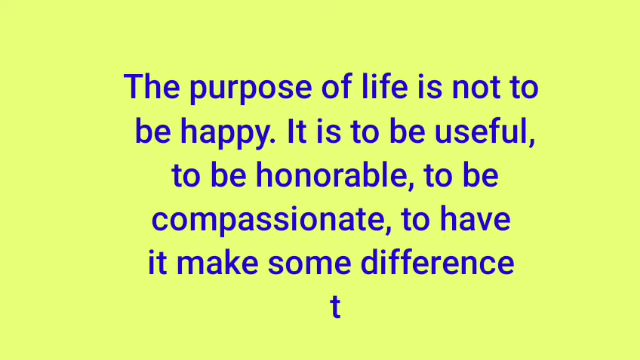 The purpose of life is not to
be happy. It is to be useful,
to be honorable, to be
compassionate, to have
it make some difference
t